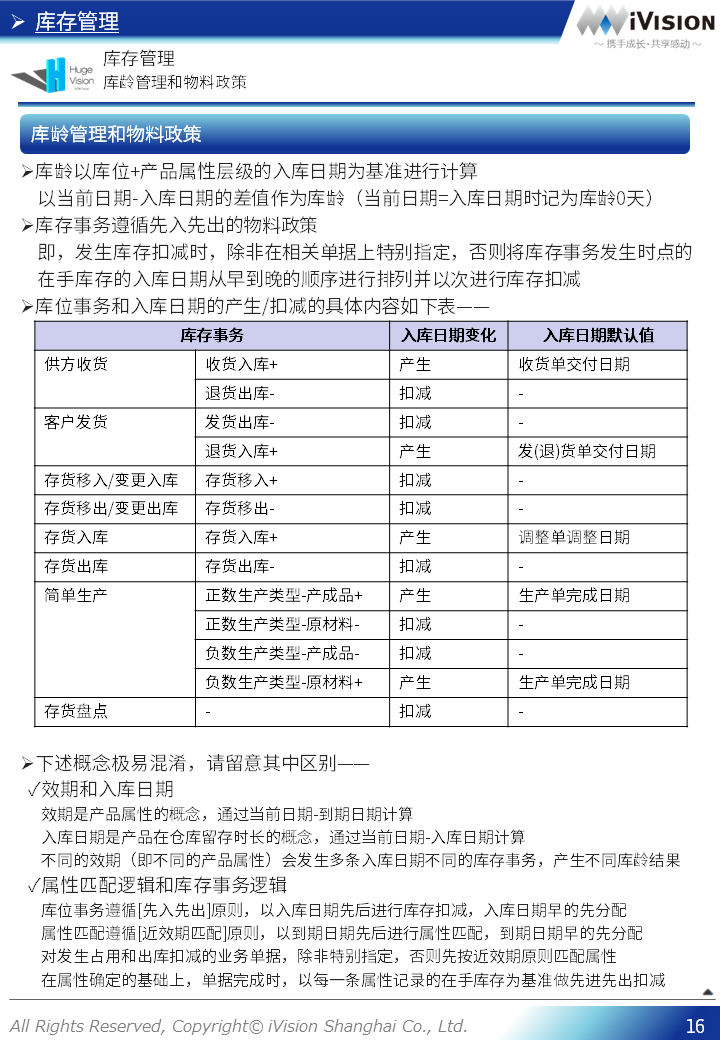 ➢ 库存管理
iVision
～ 携手成长·共享感动 ～
Huge Vision
库存管理
库龄管理和物料政策
库龄管理和物料政策
➢库存以库位+产品属性层级的入库日期为基准进行计算
以当前日期-入库日期的差值作为库龄（当前日期=入库日期时记为库龄0天）
➢库存事务遵循先入先出的物料政策
即，发生库存扣减时，除非在相关单据上特别指定，否则将库存事务发生时点的
在手库存的入库日期从早到晚的顺序进行排列并以次进行库存扣减
➢库位事务和入库日期的产生/扣减的具体内容如下表——
库存事务 入库日期变化 入库日期默认值
供方收货 收货入库+ 产生 收货单交付日期
退货出库- 扣减 -
客户发货 发货出库- 扣减 -
退货入库+ 产生 发(退)货单交付日期
存货移入/变更入库 存货移入+ 扣减 -
存货移出/变更出库 存货移出- 扣减 -
存货入库 存货入库+ 产生 调整单调整日期
存货出库 存货出库- 扣减 -
简单生产 正数生产类型-产成品+ 产生 生产单完成日期
正数生产类型-原材料- 扣减 -
负数生产类型-产成品- 扣减 -
负数生产类型-原材料+ 产生 生产单完成日期
存货盘点 - 扣减 -
➢下述概念极易混淆，请留意其中区别——
✓效期和入库日期
效期是产品属性的概念，通过当前日期-到期日期计算
入库日期是产品在仓库留存时长的概念，通过当前日期-入库日期计算
不同的效期（即不同的产品属性）会发生多条入库日期不同的库存事务，产生不同库龄结果
✓属性匹配逻辑和库存事务逻辑
库位事务遵循[先入先出]原则，以入库日期先后进行库存扣减，入库日期早的先分配
属性匹配遵循[近效期匹配]原则，以到期日期先后进行属性匹配，到期日期早的先分配
对发生占用和出库扣减的业务单据，除非特别指定，否则先按近效期原则匹配属性
在属性确定的基础上，单据完成时，以每一条属性记录的在手库存为基准做先进先出扣减
All Rights Reserved, Copyright© iVision Shanghai Co., Ltd.
16